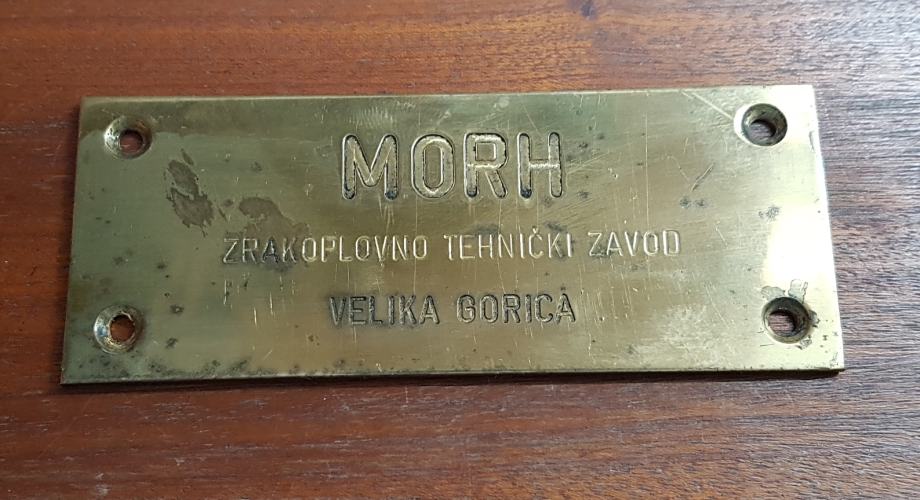 MORH
ZRAKOPLOVNO TEHNIČKI ZAVOD
VELIKA GORICA